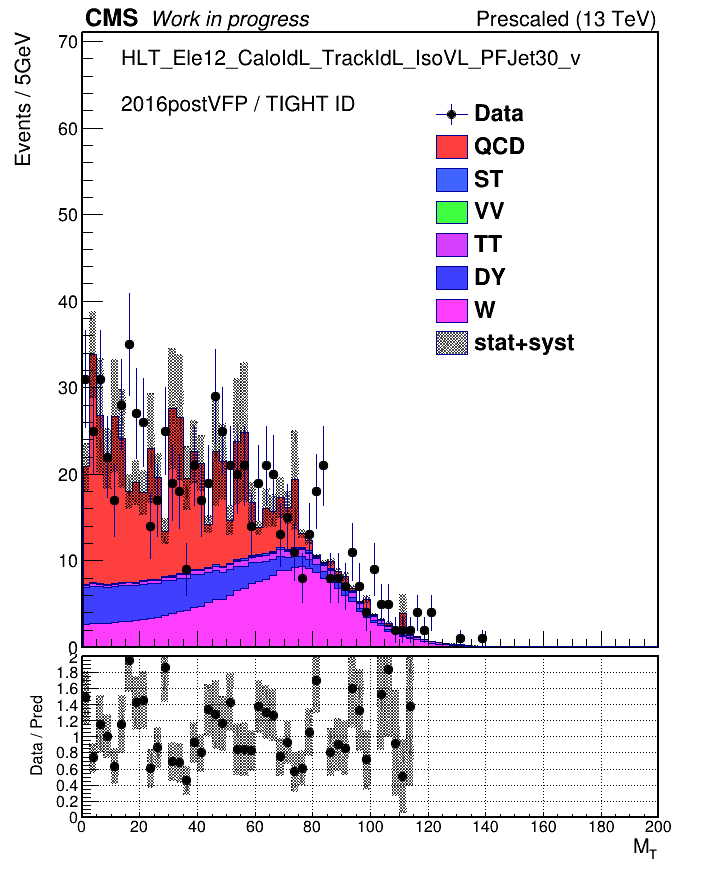 CMS Work in progress Prescaled (13 TeV)
HLT_Ele12_CaloIdL_TrackIdL_IsoVL_PFJet30_v
2016postVFP / TIGHT ID
Data
QCD
ST
VV
TT
DY
W
stat+syst
Events / 5GeV
70
60
50
40
30
20
10
0
Data / Pred
2
1.8
1.6
1.4
1.2
1
0.8
0.6
0.4
0.2
0
0 20 40 60 80 100 120 140 160 180 200
M_T